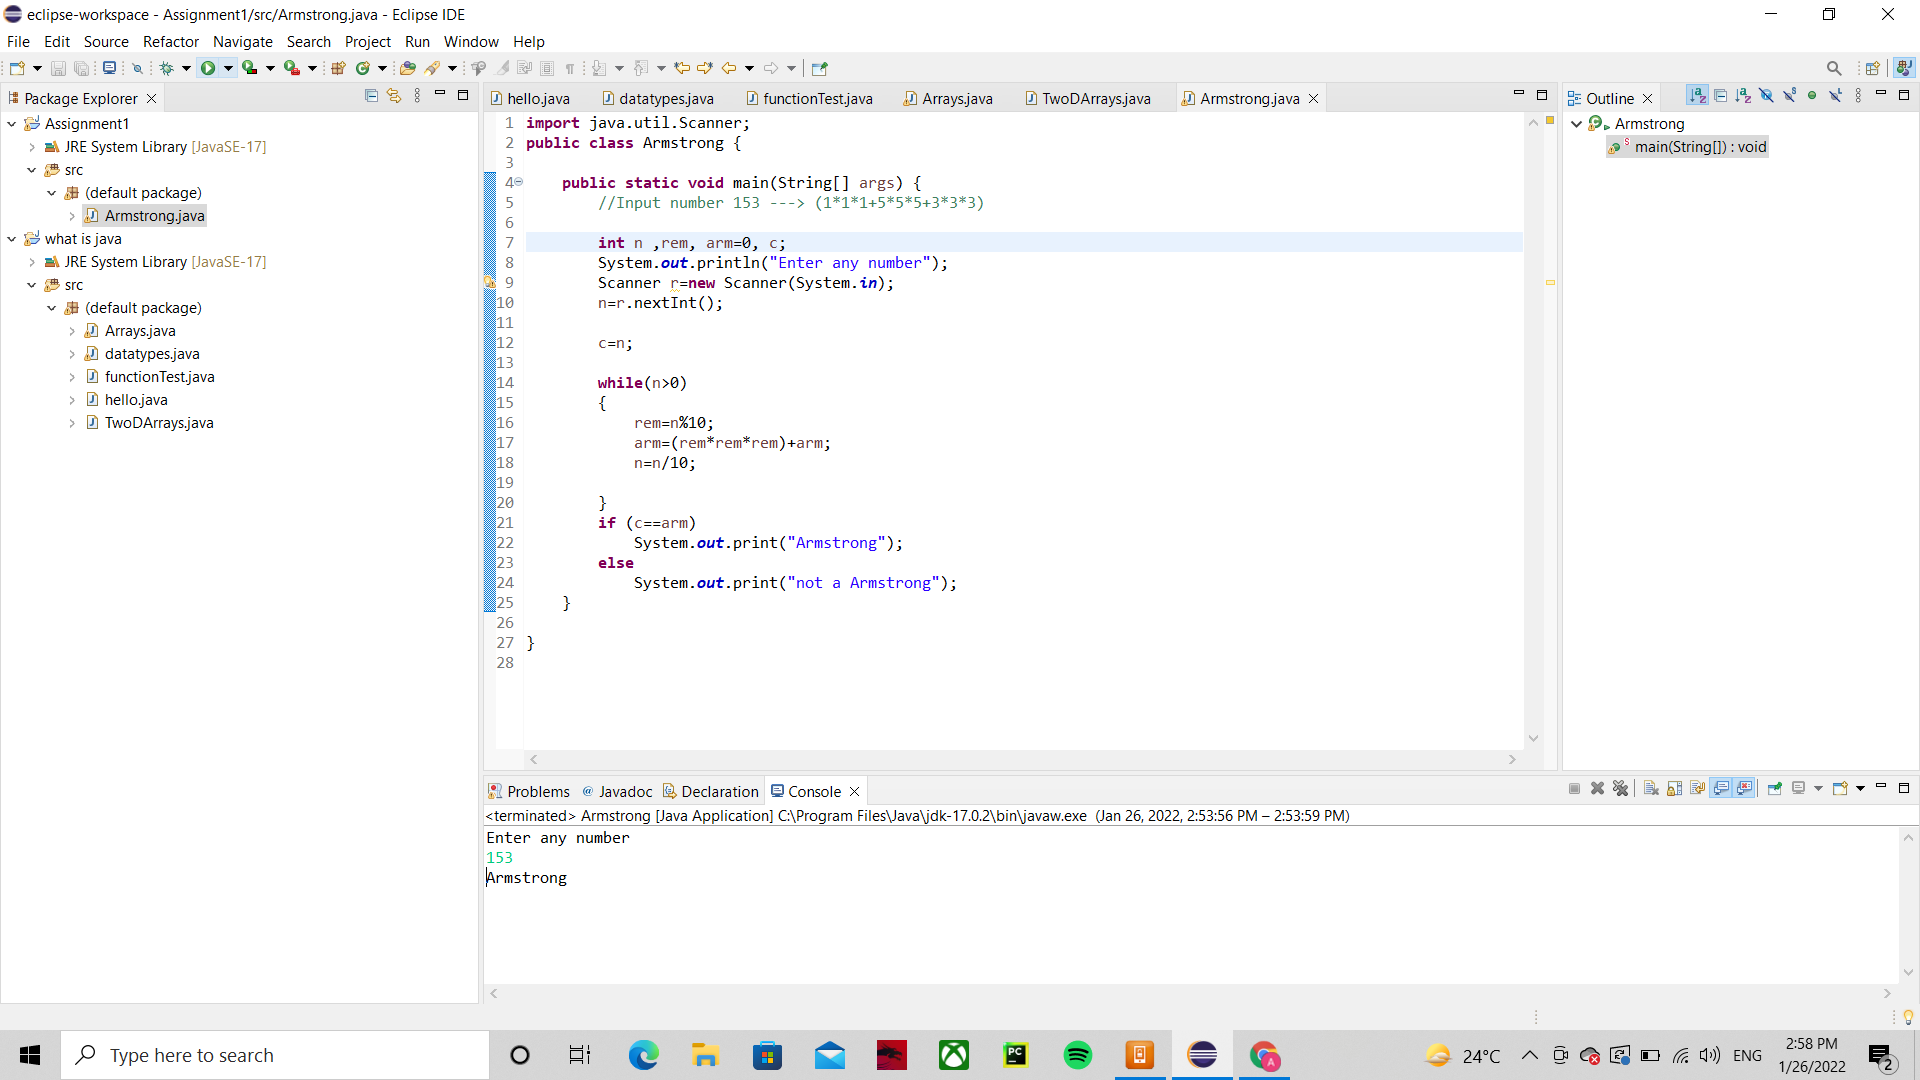 eclipse-workspace - Assignment1/src/Armstrong.java - Eclipse IDE
File Edit Source Refactor Navigate Search Project Run Window Help
Package Explorer
Assignment1
JRE System Library [JavaSE-17]
src
(default package)
Armstrong.java
what is java
JRE System Library [JavaSE-17]
src
(default package)
Arrays.java
datatypes.java
functionTest.java
hello.java
TwoDArrays.java
hello.java datatypes.java functionTest.java Arrays.java TwoDArrays.java Armstrong.java
1 import java.util.Scanner;
2 public class Armstrong {
3
4 public static void main(String[] args) {
5 //Input number 153 ---> (1*1*1+5*5*5+3*3*3)
6
7 int n ,rem, arm=0, c;
8 System.out.println("Enter any number");
9 Scanner r=new Scanner(System.in);
10 n=r.nextInt();
11
12 c=n;
13
14 while(n>0)
15 {
16 rem=n%10;
17 arm=(rem*rem*rem)+arm;
18 n=n/10;
19
20 }
21 if (c==arm)
22 System.out.print("Armstrong");
23 else
24 System.out.print("not a Armstrong");
25 }
26
27 }
28
Outline
Armstrong
main(String[]) : void
Problems @ Javadoc Declaration Console
<terminated> Armstrong [Java Application] C:\Program Files\Java\jdk-17.0.2\bin\javaw.exe (Jan 26, 2022, 2:53:56 PM – 2:53:59 PM)
Enter any number
153
Armstrong
Type here to search
PC
A
24°C
ENG
2:58 PM
1/26/2022
2